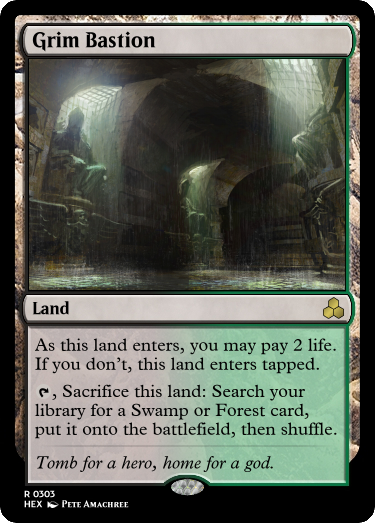 Grim Bastion
Land
As this land enters, you may pay 2 life.
If you don't, this land enters tapped.
, Sacrifice this land: Search your
library for a Swamp or Forest card,
put it onto the battlefield, then shuffle.
Tomb for a hero, home for a god.
R 0303
HEX Pete Amachree